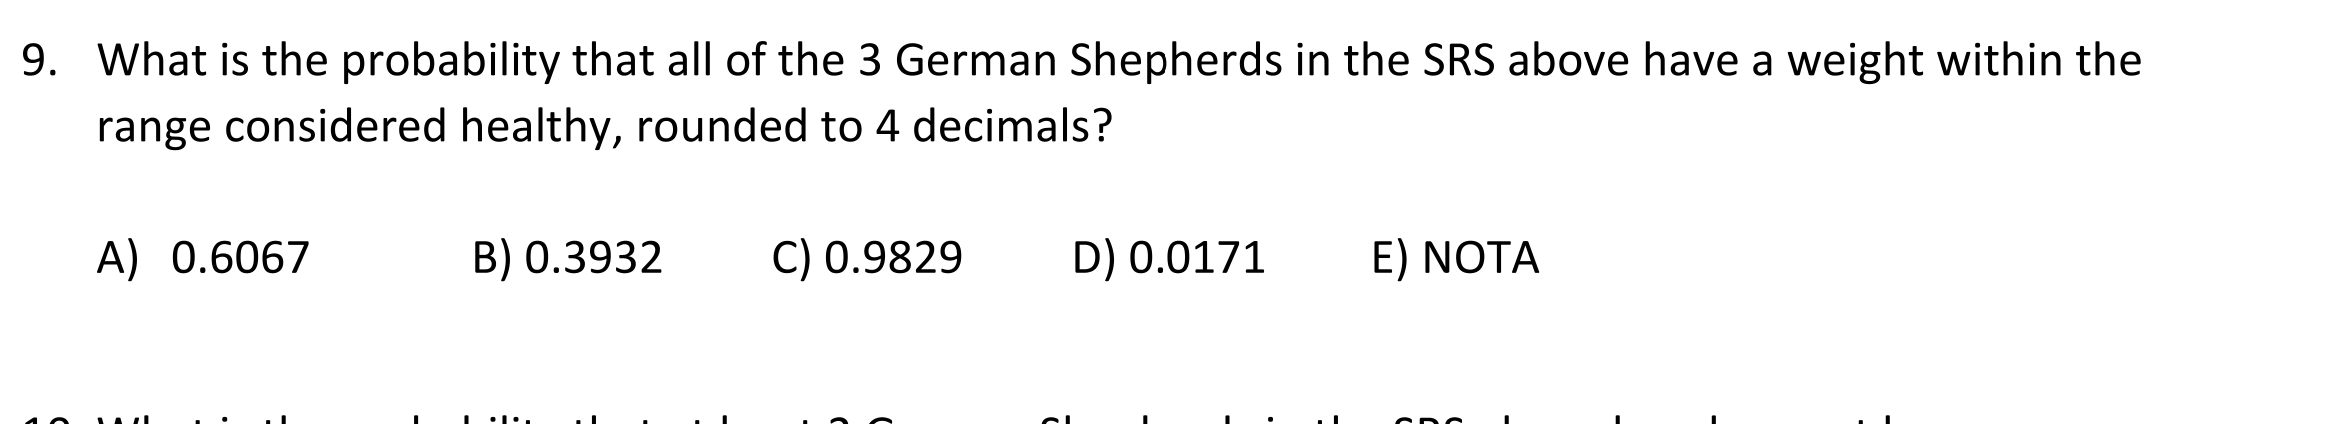 9. What is the probability that all of the 3 German Shepherds in the SRS above have a weight within the
range considered healthy, rounded to 4 decimals?
A) 0.6067 B) 0.3932 C) 0.9829 D) 0.0171 E) NOTA